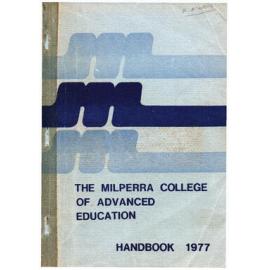 THE MILPERRA COLLEGE
OF ADVANCED
EDUCATION
HANDBOOK 1977